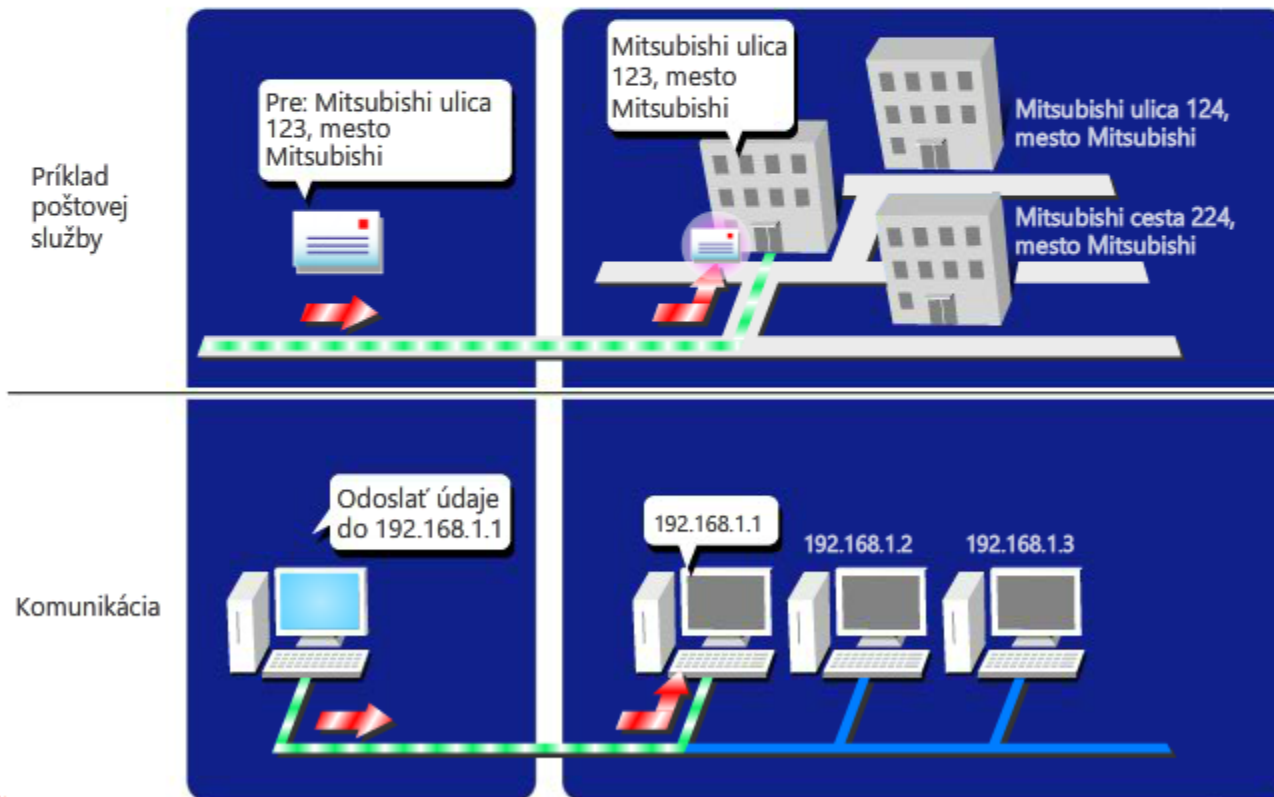 Príklad
poštovej
služby
Pre: Mitsubishi ulica
123, mesto
Mitsubishi
Mitsubishi ulica
123, mesto
Mitsubishi
Mitsubishi ulica 124,
mesto Mitsubishi
Mitsubishi cesta 224,
mesto Mitsubishi
Komunikácia
Odoslať údaje
do 192.168.1.1
192.168.1.1
192.168.1.2
192.168.1.3